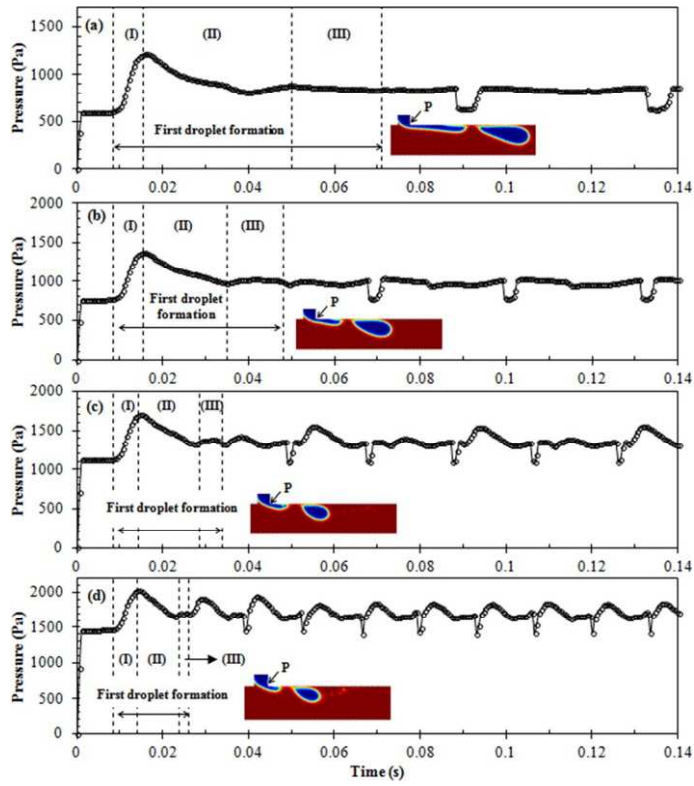 (a)
(I)
(II)
(III)
Pressure (Pa)
1500
1000
500
0
First droplet formation
P
0
0.02
0.04
0.06
0.08
0.10
0.12
0.14
(b)
(I)
(II)
(III)
Pressure (Pa)
2000
1500
1000
500
0
First droplet
formation
P
0
0.02
0.04
0.06
0.08
0.1
0.12
0.14
(c)
(I)
(II)
(III)
Pressure (Pa)
2000
1500
1000
500
0
First droplet formation
P
0
0.02
0.04
0.06
0.08
0.1
0.12
0.14
(d)
Pressure (Pa)
2000
1500
1000
500
0
(I)
(II)
(III)
First droplet formation
P
0
0.02
0.04
0.06
0.08
0.1
0.12
0.14
Time (s)